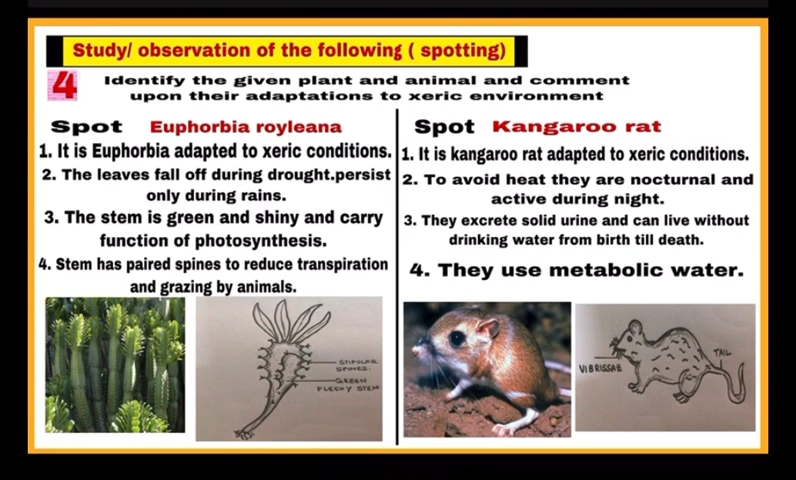 Study/ observation of the following ( spotting)
4 Identify the given plant and animal and comment
upon their adaptations to xeric environment
Spot Euphorbia royleana
1. It is Euphorbia adapted to xeric conditions.
2. The leaves fall off during drought.persist
only during rains.
3. The stem is green and shiny and carry
function of photosynthesis.
4. Stem has paired spines to reduce transpiration
and grazing by animals.
STIPULAR
SPINES.
GREEN
FLESHY STEM
Spot Kangaroo rat
1. It is kangaroo rat adapted to xeric conditions.
2. To avoid heat they are nocturnal and
active during night.
3. They excrete solid urine and can live without
drinking water from birth till death.
4. They use metabolic water.
VIBRISSAE
TAIL